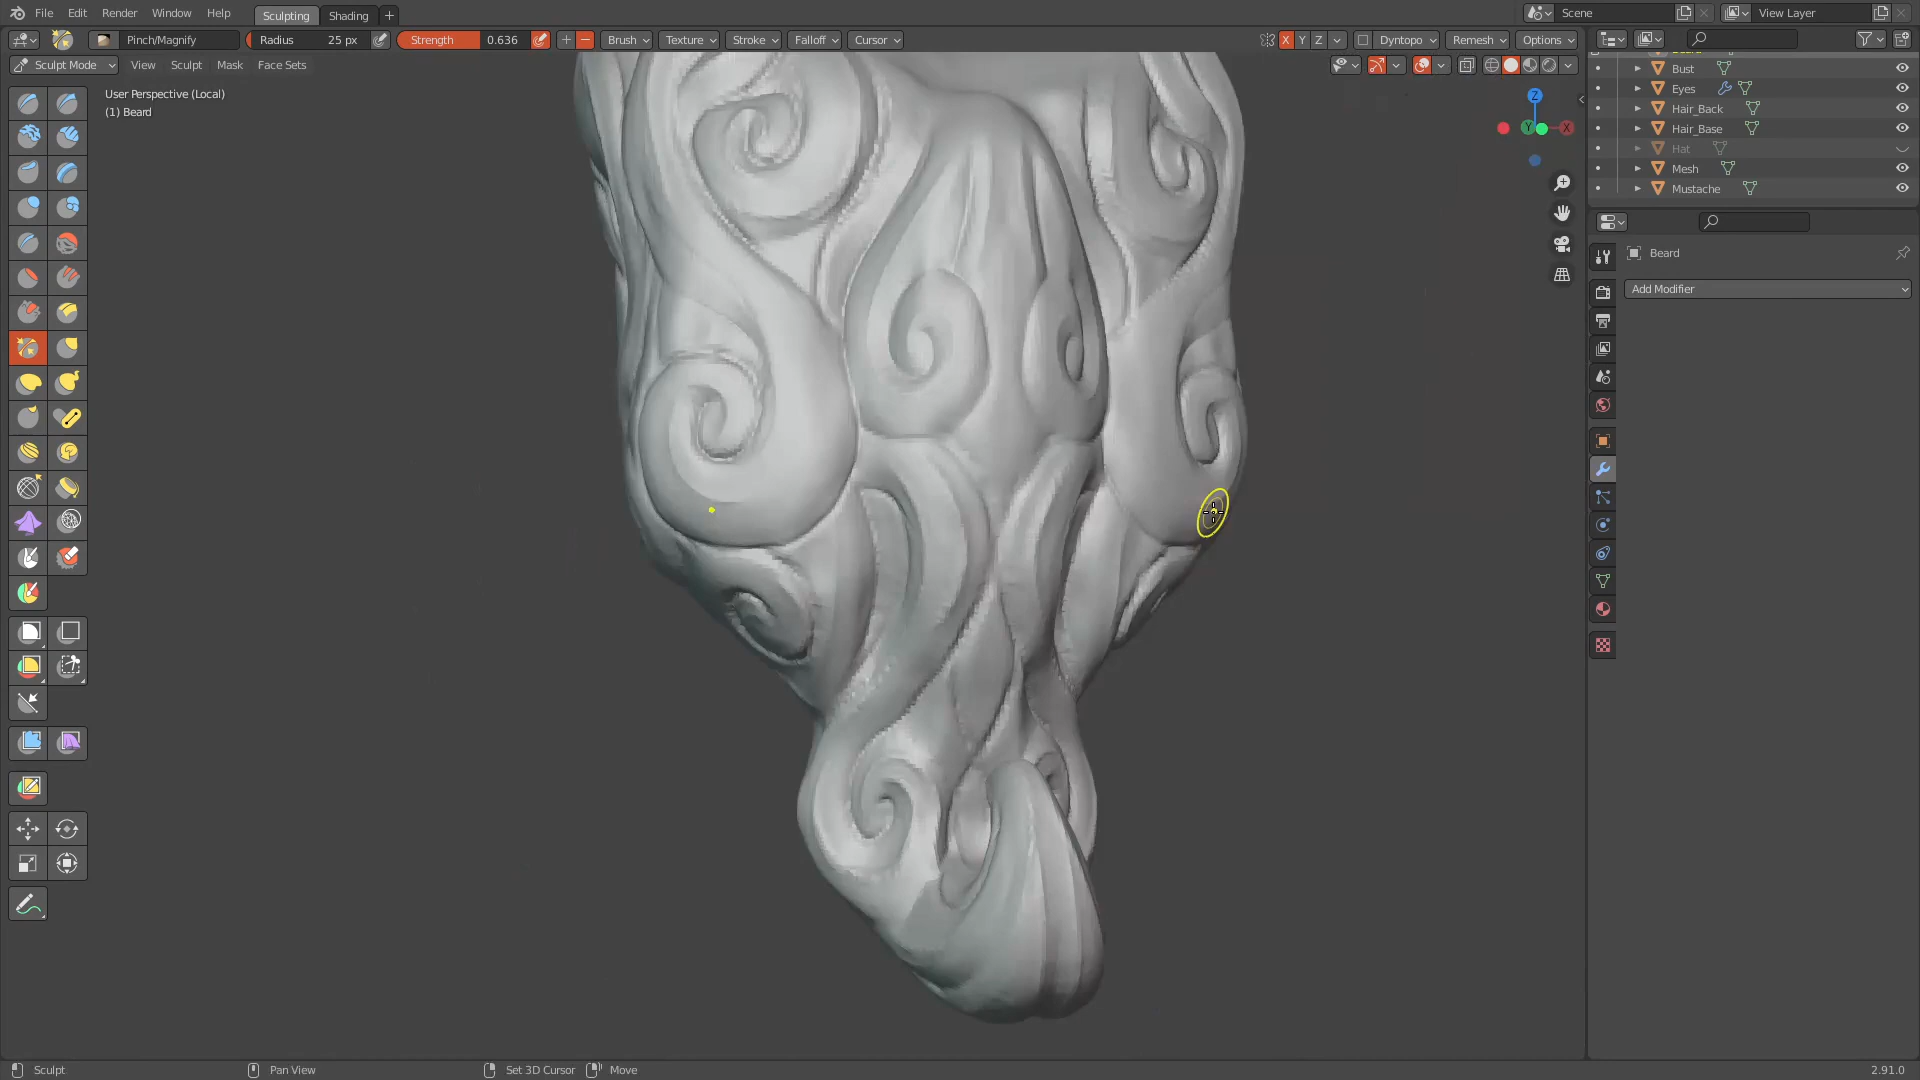 File Edit Render Window Help Sculpting Shading + Scene View Layer
Pinch/Magnify Radius 25 px Strength 0.636 Brush Texture Stroke Falloff Cursor X Y Z Dyntopo Remesh Options
Sculpt Mode View Sculpt Mask Face Sets
User Perspective (Local)
(1) Beard
Z
Y
X
Bust
Eyes
Hair_Back
Hair_Base
Hat
Mesh
Mustache
Beard
Add Modifier
Sculpt Pan View Set 3D Cursor Move 2.91.0